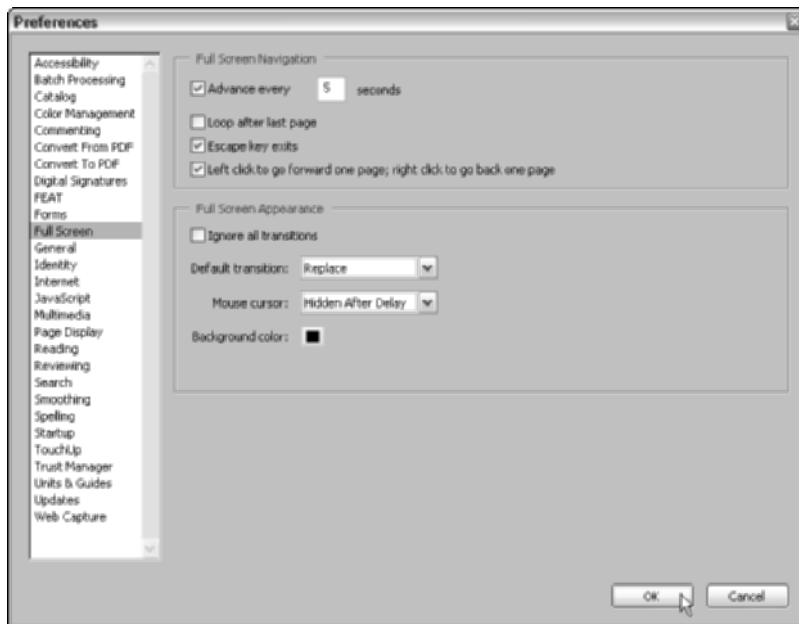 Preferences
Accessibility
Batch Processing
Catalog
Color Management
Commenting
Convert From PDF
Convert To PDF
Digital Signatures
FEAT
Forms
Full Screen
General
Identity
Internet
JavaScript
Multimedia
Page Display
Reading
Reviewing
Search
Smoothing
Spelling
Startup
TouchUp
Trust Manager
Units & Guides
Updates
Web Capture
Full Screen Navigation
Advance every 5 seconds
Loop after last page
Escape key exits
Left click to go forward one page; right click to go back one page
Full Screen Appearance
Ignore all transitions
Default transition: Replace
Mouse cursor: Hidden After Delay
Background color:
OK Cancel